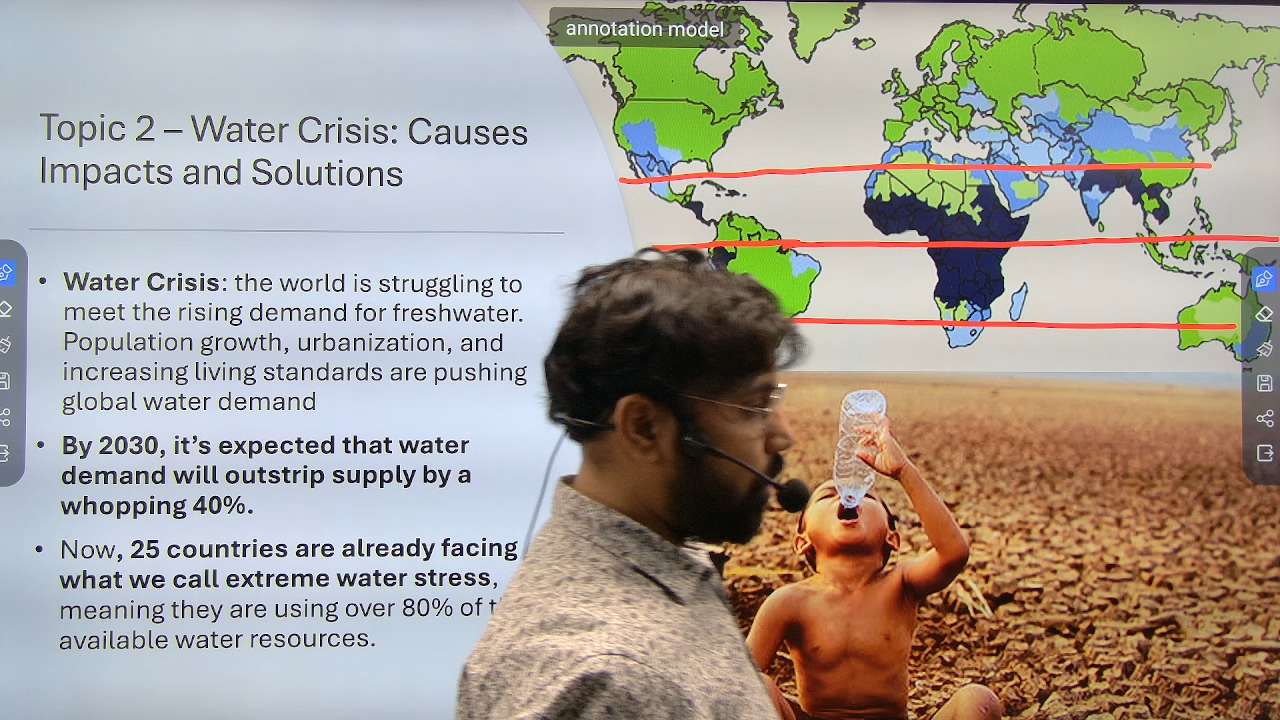 annotation model
Topic 2 – Water Crisis: Causes
Impacts and Solutions
• Water Crisis: the world is struggling to
meet the rising demand for freshwater.
Population growth, urbanization, and
increasing living standards are pushing
global water demand
• By 2030, it's expected that water
demand will outstrip supply by a
whopping 40%.
• Now, 25 countries are already facing
what we call extreme water stress,
meaning they are using over 80% of
available water resources.